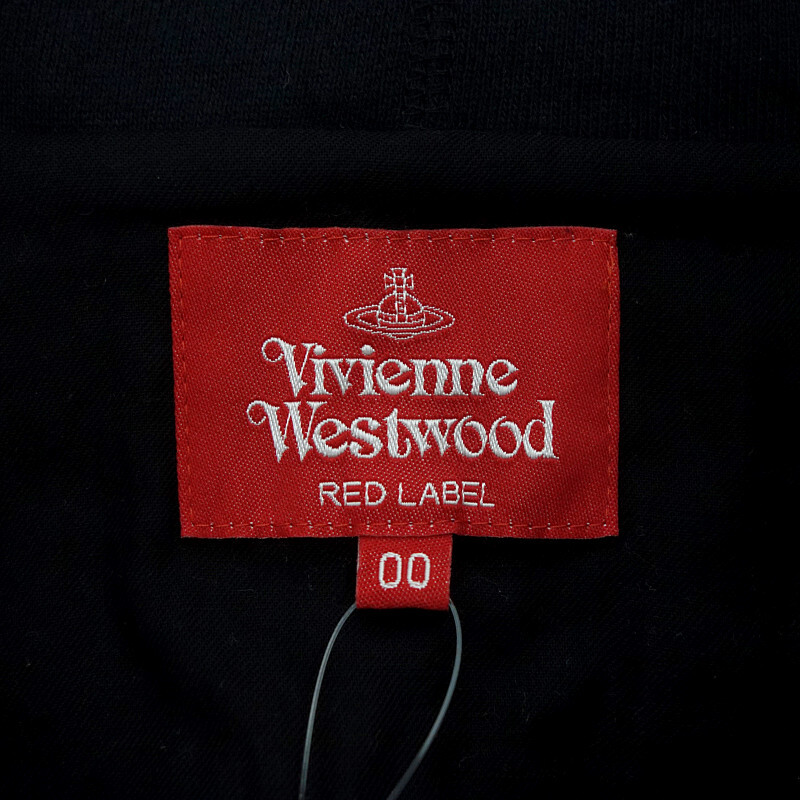 Vivienne
Westwood
RED LABEL
00